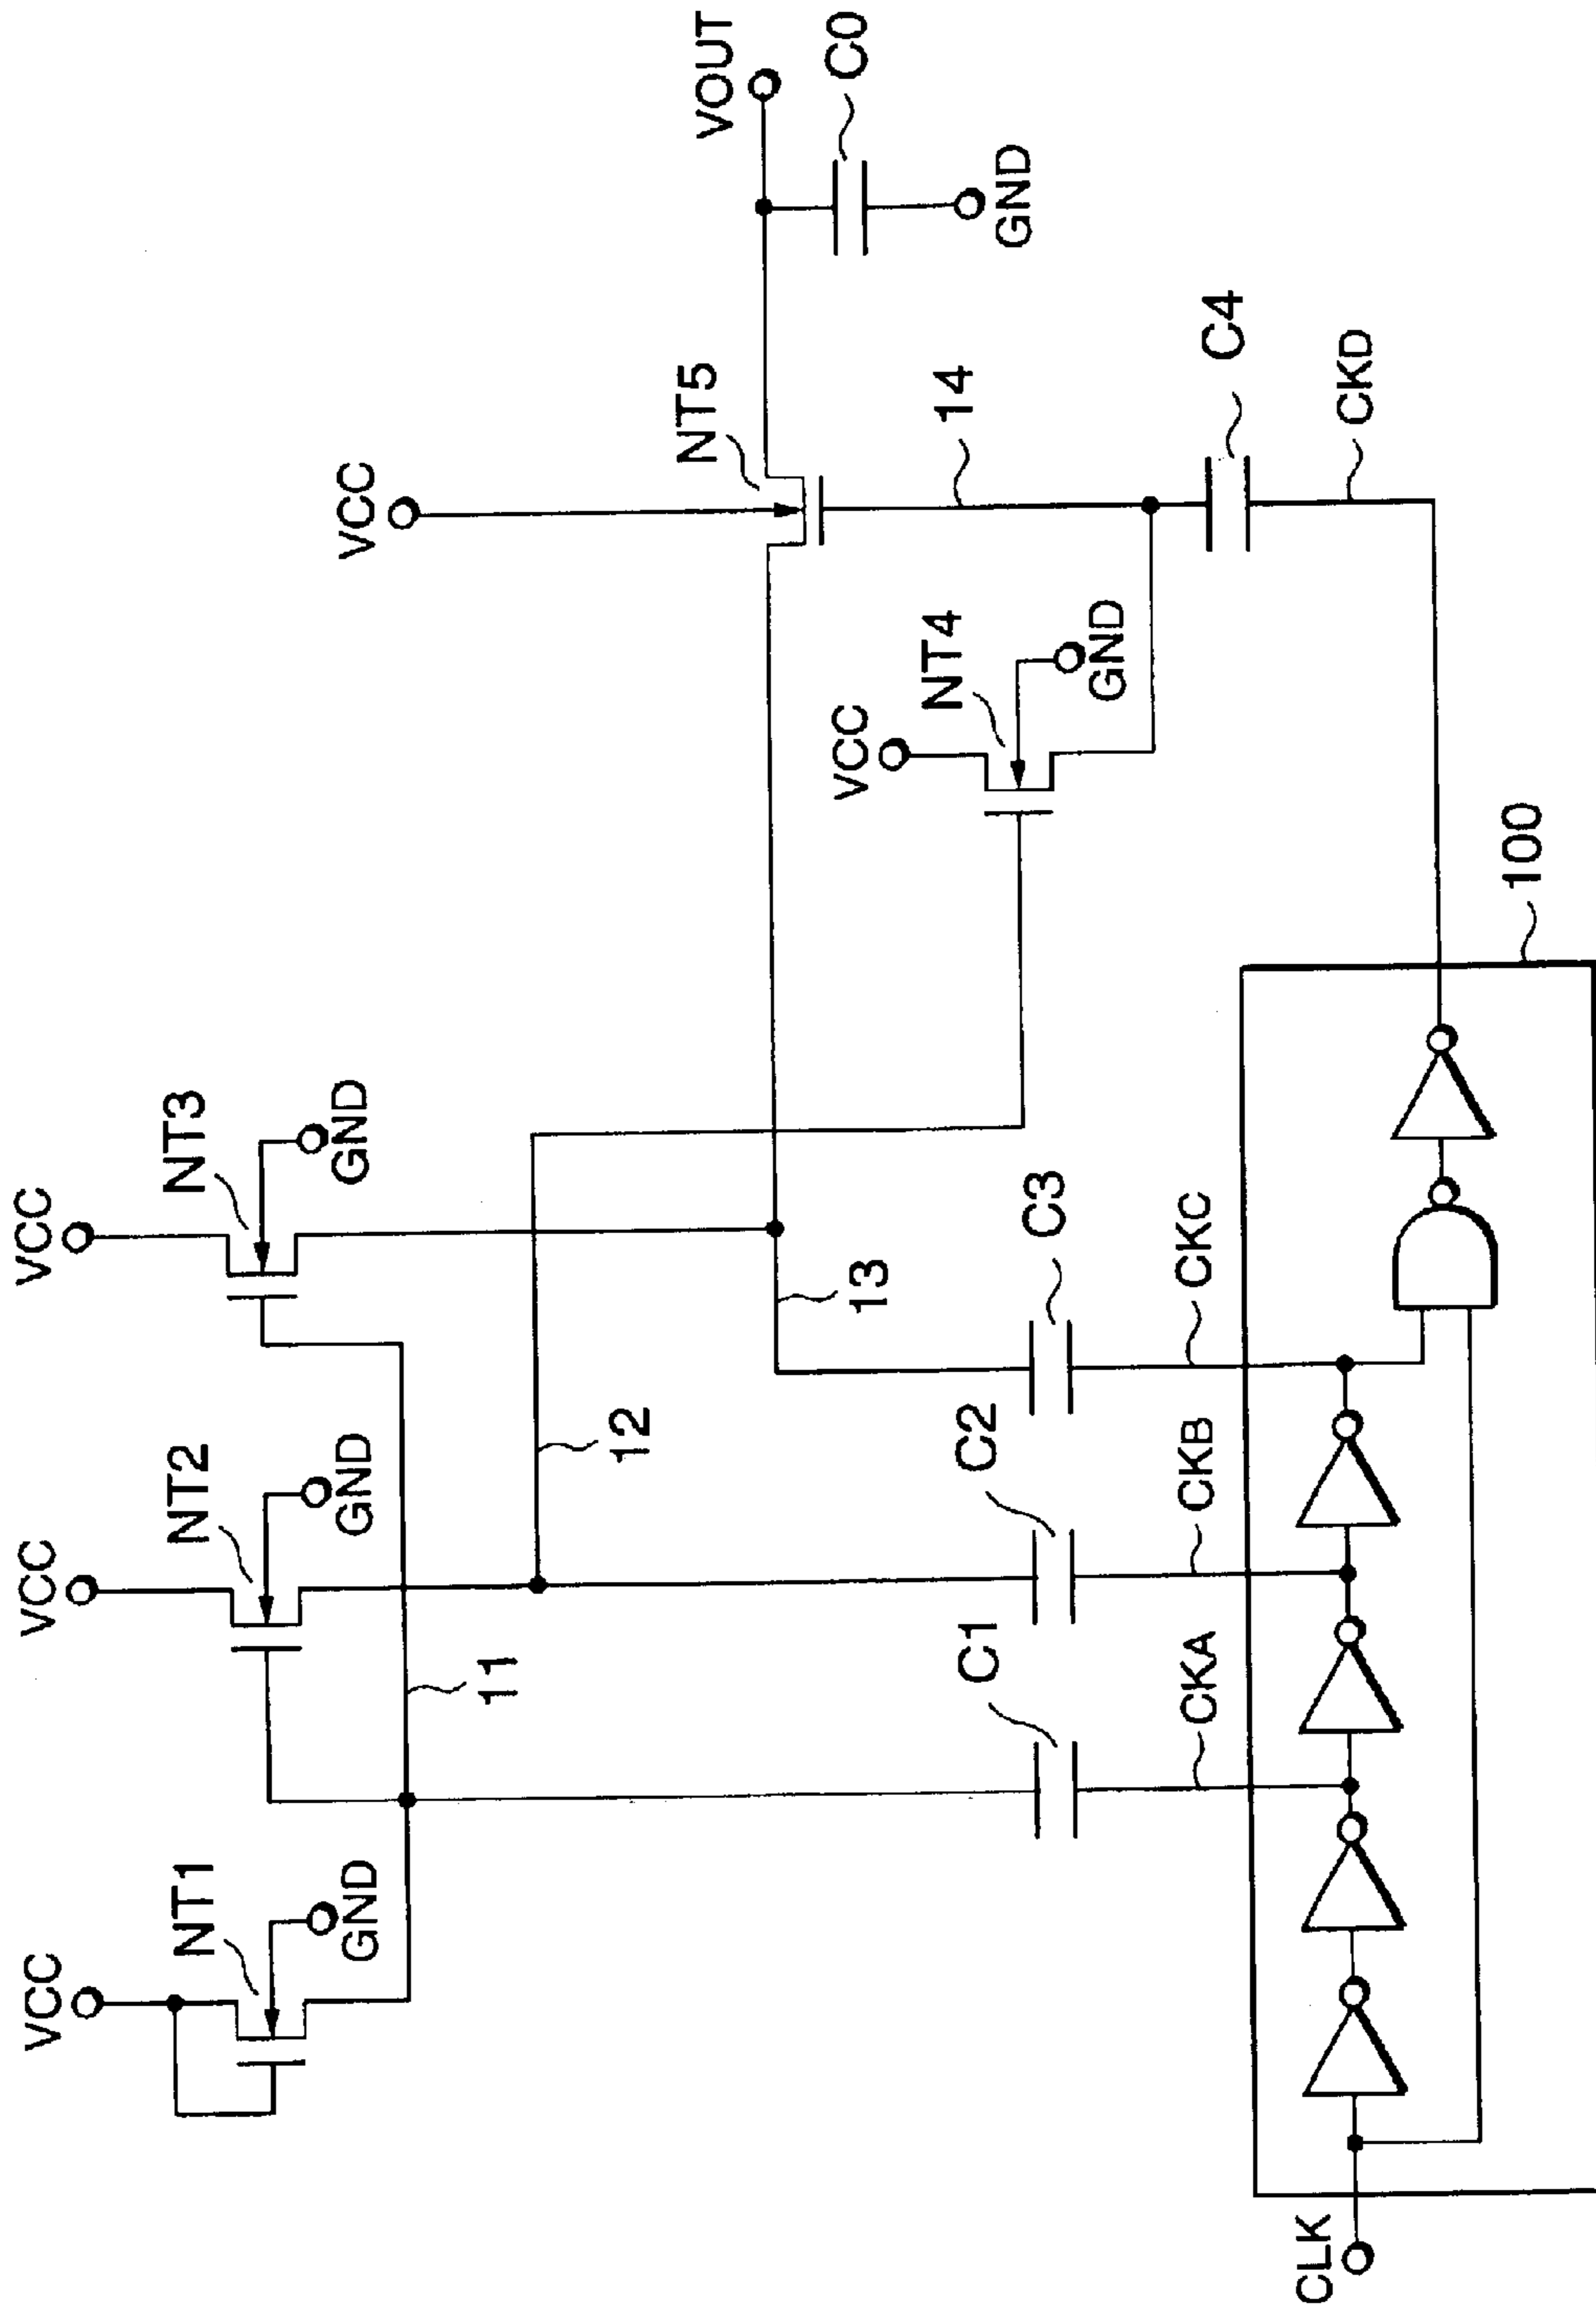 VCC
VCC
VCC
NT1
NT2
NT3
GND
GND
GND
11
12
13
VCC
NT5
VOUT
C0
GND
VCC
NT4
GND
14
C4
CKD
C1
C2
C3
CKA
CKB
CKC
100
CLK